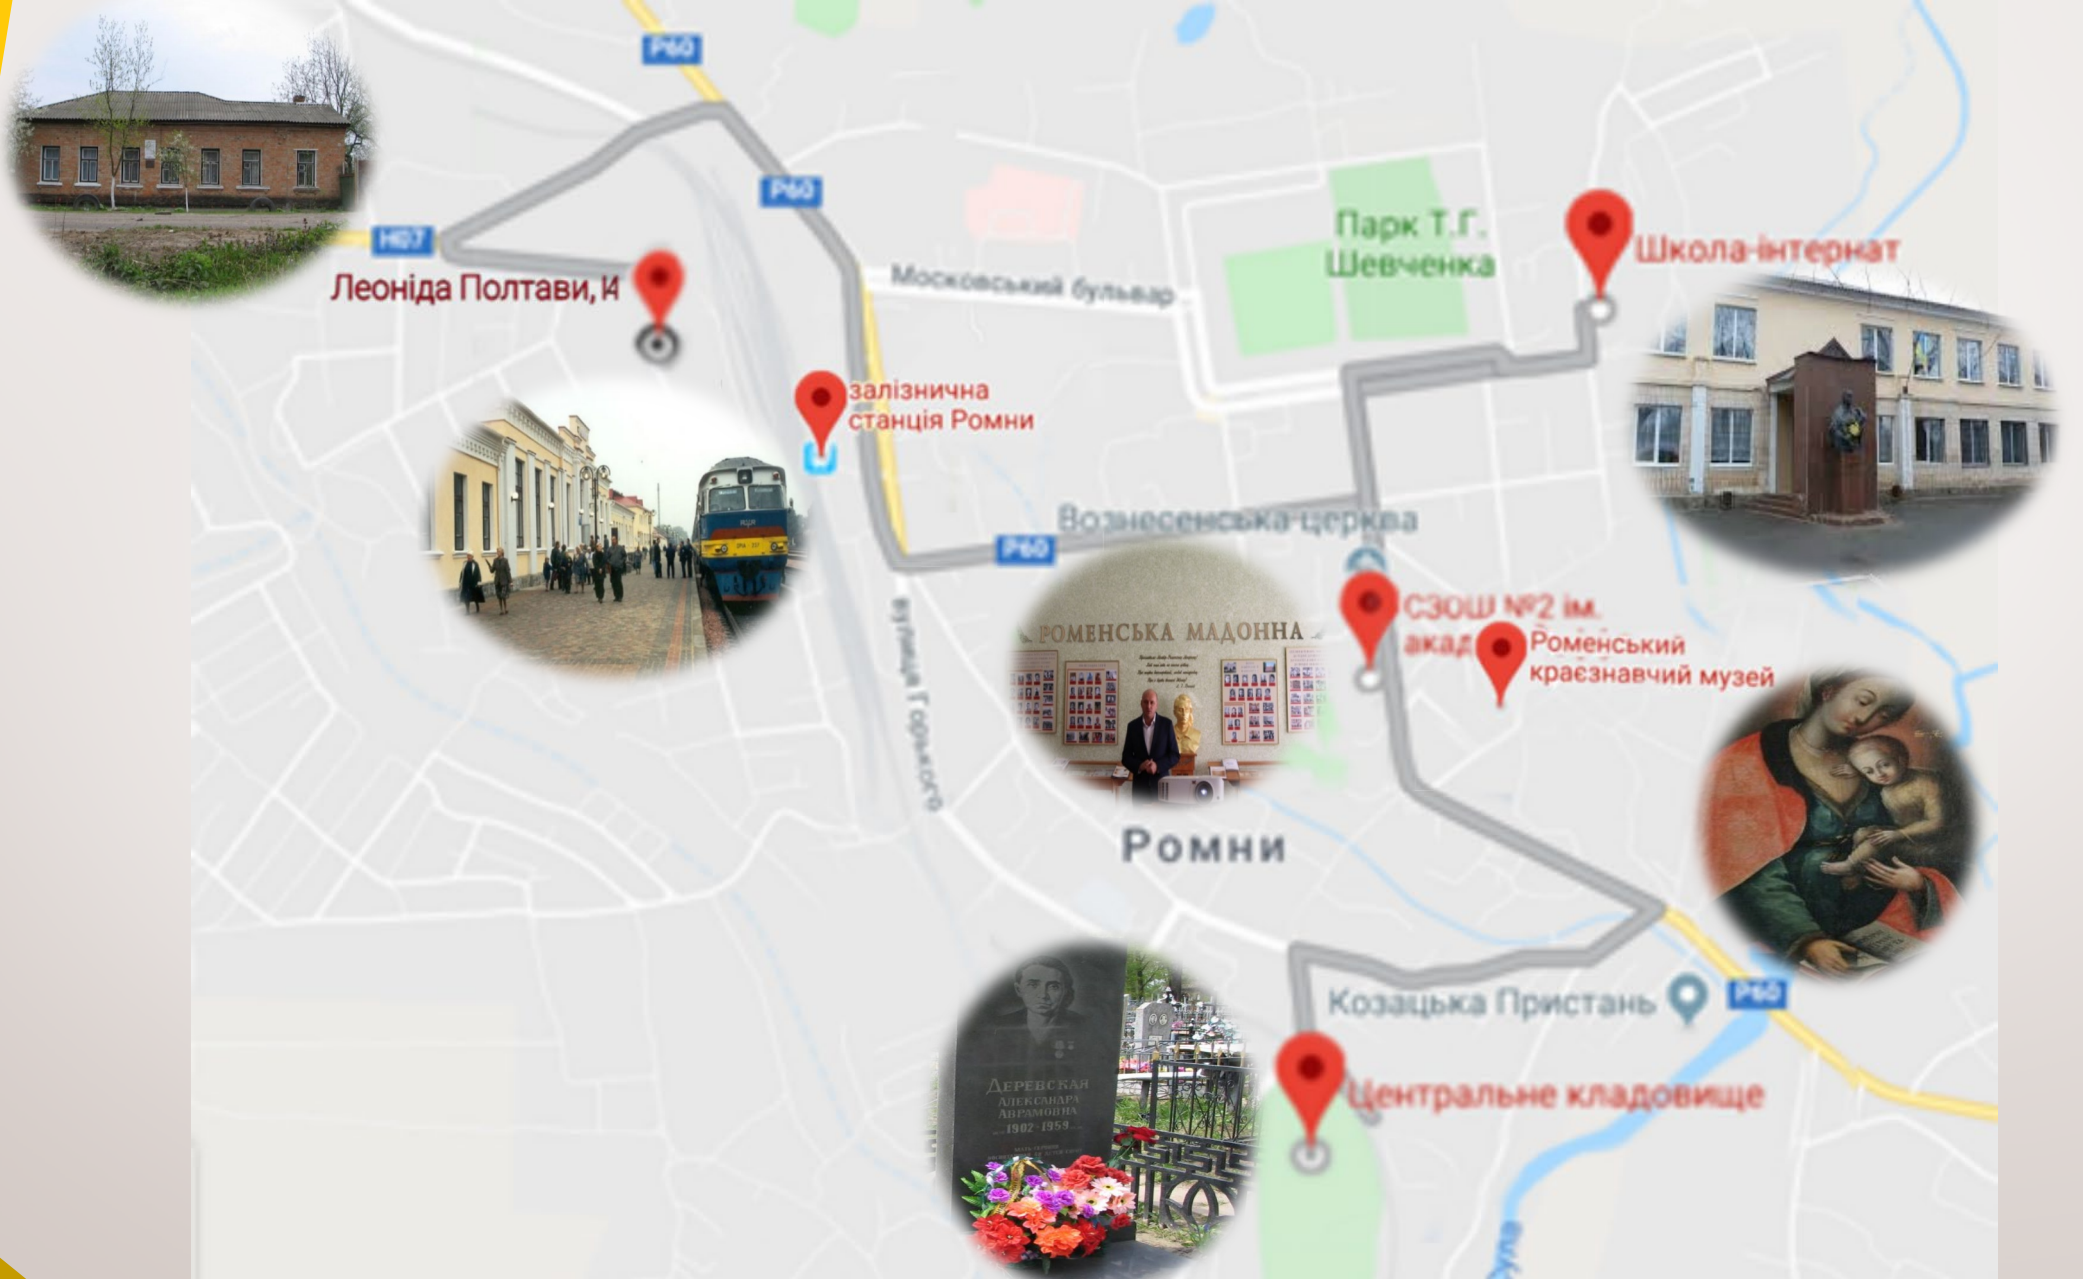 Р60
Р60
Н07
Леоніда Полтави, 14
Московський бульвар
Парк Т.Г.
Шевченка
Школа-інтернат
залізнична
станція Ромни
Вознесенська церква
Р60
вулиця Горького
РОМЕНСЬКА МАДОННА
СЗОШ №2 ім.
акад
Роменський
краєзнавчий музей
Ромни
Козацька Пристань
Р60
Центральне кладовище
ДЕРЕВСКАЯ
АЛЕКСАНДРА
АВРАМОВНА
1902-1959